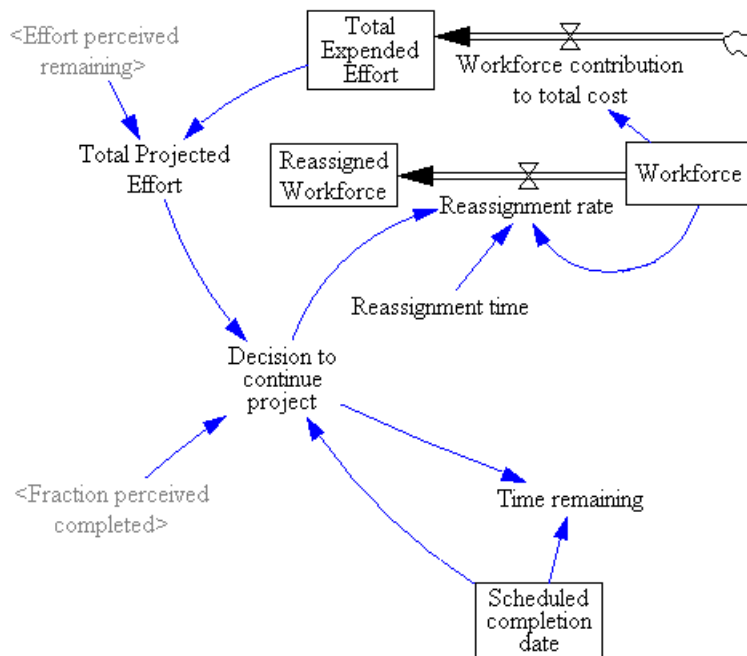 <Effort perceived
remaining>
Total
Expended
Effort
Workforce contribution
to total cost
Total Projected
Effort
Reassigned
Workforce
Workforce
Reassignment rate
Reassignment time
Decision to
continue
project
<Fraction perceived
completed>
Time remaining
Scheduled
completion
date